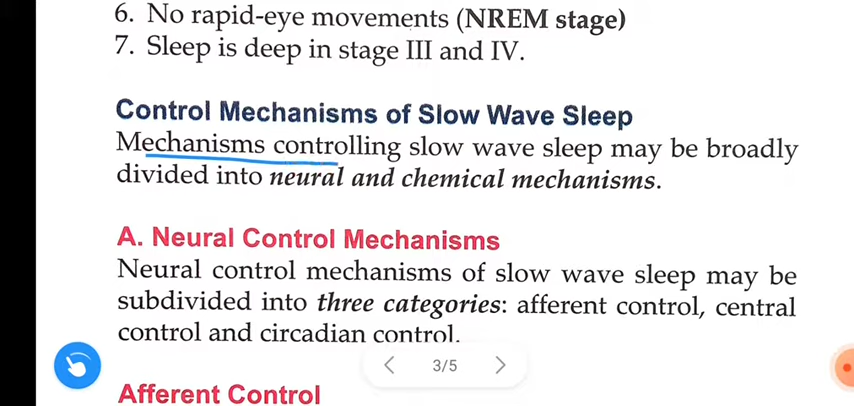 6. No rapid-eye movements (NREM stage)
7. Sleep is deep in stage III and IV.
Control Mechanisms of Slow Wave Sleep
Mechanisms controlling slow wave sleep may be broadly
divided into neural and chemical mechanisms.
A. Neural Control Mechanisms
Neural control mechanisms of slow wave sleep may be
subdivided into three categories: afferent control, central
control and circadian control.
3/5
Afferent Control